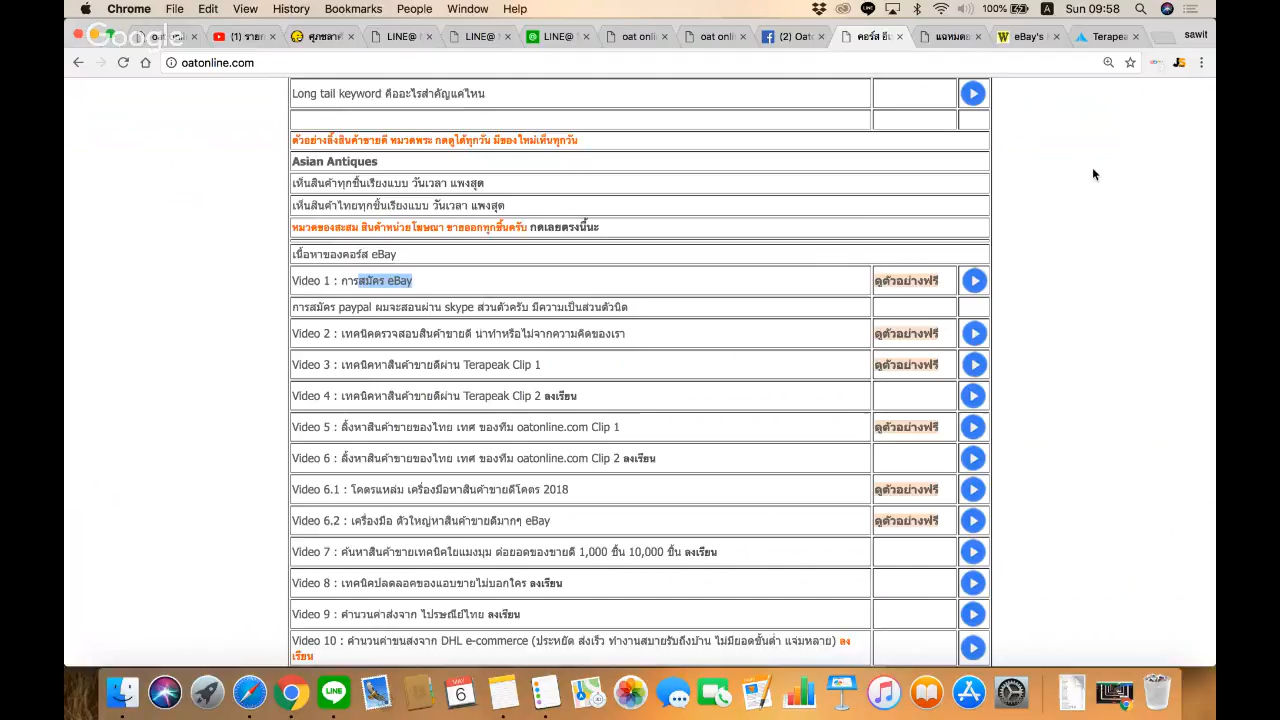 File Edit View History Bookmarks People Window Help 100% A Sun 09:58
Google
(1) ราย ศุภชลาศ LINE@ LINE@ LINE@ oat onlin oat onlin (2) Oato คอร์ส อีเ แฉหมดเ eBay's Terapea sawit
oatonline.com
Long tail keyword คืออะไรสำคัญแค่ไหน
ตัวอย่างลิ้งสินค้าขายดี หมวดพระ กดดูได้ทุกวัน มีของใหม่เห็นทุกวัน
Asian Antiques
เห็นสินค้าทุกชิ้นเรียงแบบ วันเวลา แพงสุด
เห็นสินค้าไทยทุกชิ้นเรียงแบบ วันเวลา แพงสุด
หมวดของสะสม สินค้าหน่วยโฆษณา ขายออกทุกชิ้นครับ กดเลยตรงนี้นะ
เนื้อหาของคอร์ส eBay
Video 1 : การสมัคร eBay ดูตัวอย่างฟรี
การสมัคร paypal ผมจะสอนผ่าน skype ส่วนตัวครับ มีความเป็นส่วนตัวนิด
Video 2 : เทคนิคตรวจสอบสินค้าขายดี น่าทำหรือไม่จากความคิดของเรา ดูตัวอย่างฟรี
Video 3 : เทคนิคหาสินค้าขายดีผ่าน Terapeak Clip 1 ดูตัวอย่างฟรี
Video 4 : เทคนิคหาสินค้าขายดีผ่าน Terapeak Clip 2 ลงเรียน
Video 5 : ลิ้งหาสินค้าขายของไทย เทศ ของทีม oatonline.com Clip 1 ดูตัวอย่างฟรี
Video 6 : ลิ้งหาสินค้าขายของไทย เทศ ของทีม oatonline.com Clip 2 ลงเรียน
Video 6.1 : โคตรแหล่ม เครื่องมือหาสินค้าขายดีโคตร 2018 ดูตัวอย่างฟรี
Video 6.2 : เครื่องมือ ตัวใหญ่หาสินค้าขายดีมากๆ eBay ดูตัวอย่างฟรี
Video 7 : ค้นหาสินค้าขายเทคนิคใยแมงมุม ต่อยอดของขายดี 1,000 ชิ้น 10,000 ชิ้น ลงเรียน
Video 8 : เทคนิคปลดลอคของแอบขายไม่บอกใคร ลงเรียน
Video 9 : คำนวนค่าส่งจาก ไปรษณีย์ไทย ลงเรียน
Video 10 : คำนวนค่าขนส่งจาก DHL e-commerce (ประหยัด ส่งเร็ว ทำงานสบายรับถึงบ้าน ไม่มียอดขั้นต่ำ แจ่มหลาย) ลง
เรียน
MAY
6
LINE